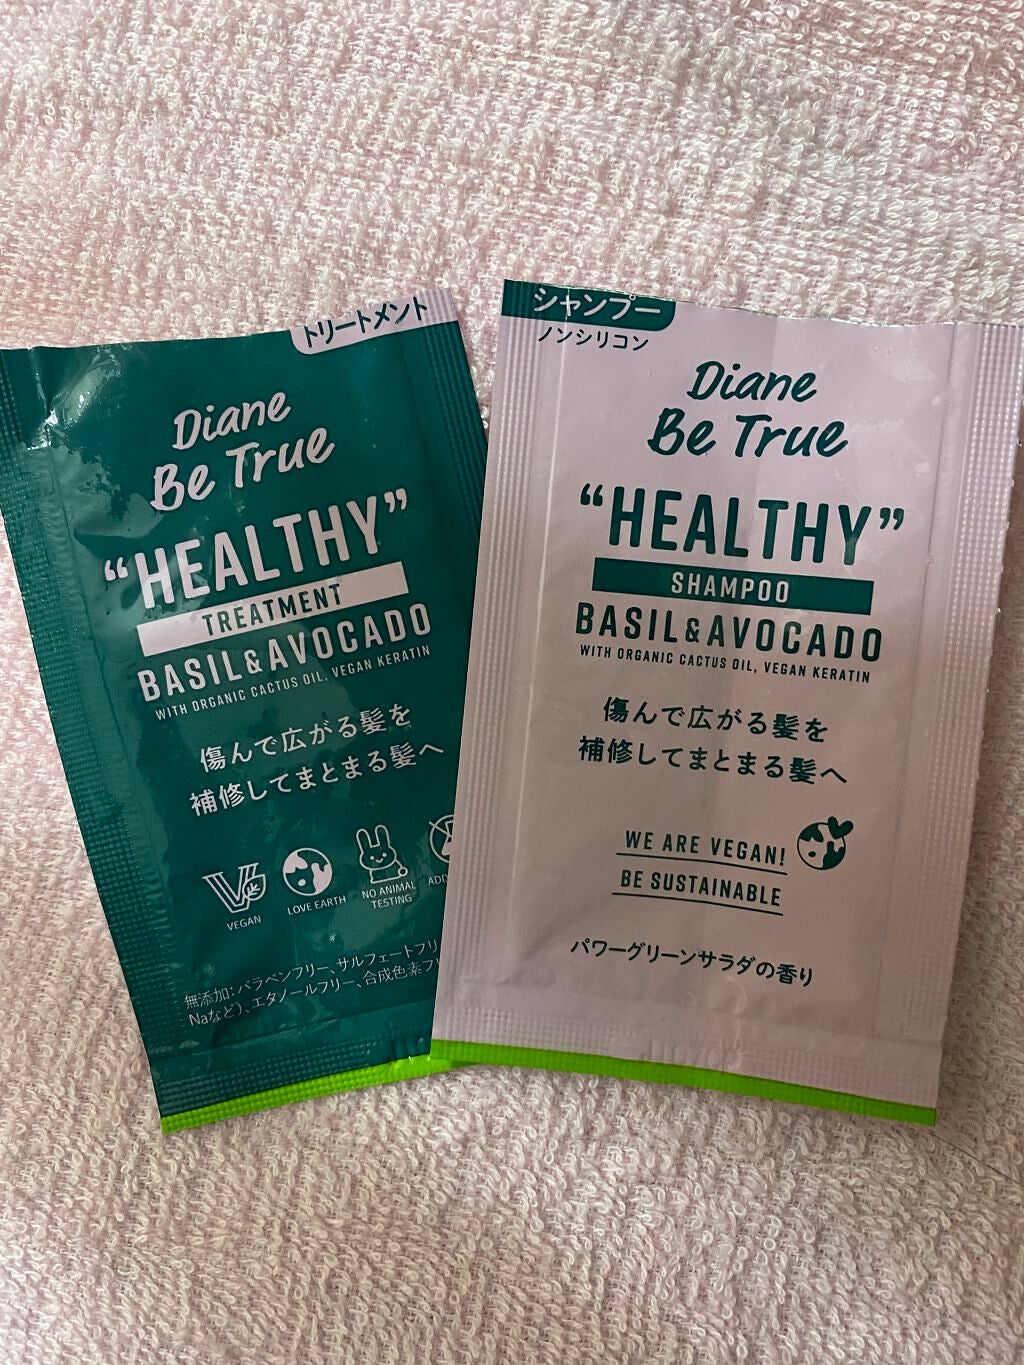 トリートメント
Diane
Be True
“HEALTHY”
TREATMENT
BASIL&AVOCADO
WITH ORGANIC CACTUS OIL, VEGAN KERATIN
傷んで広がる髪を
補修してまとまる髪へ
VEGAN
LOVE EARTH
NO ANIMAL
TESTING
無添加：パラベンフリー、サルフェートフリ
Naなど）、エタノールフリー、合成色素フ
シャンプー
ノンシリコン
Diane
Be True
“HEALTHY”
SHAMPOO
BASIL&AVOCADO
WITH ORGANIC CACTUS OIL, VEGAN KERATIN
傷んで広がる髪を
補修してまとまる髪へ
WE ARE VEGAN!
BE SUSTAINABLE
パワーグリーンサラダの香り